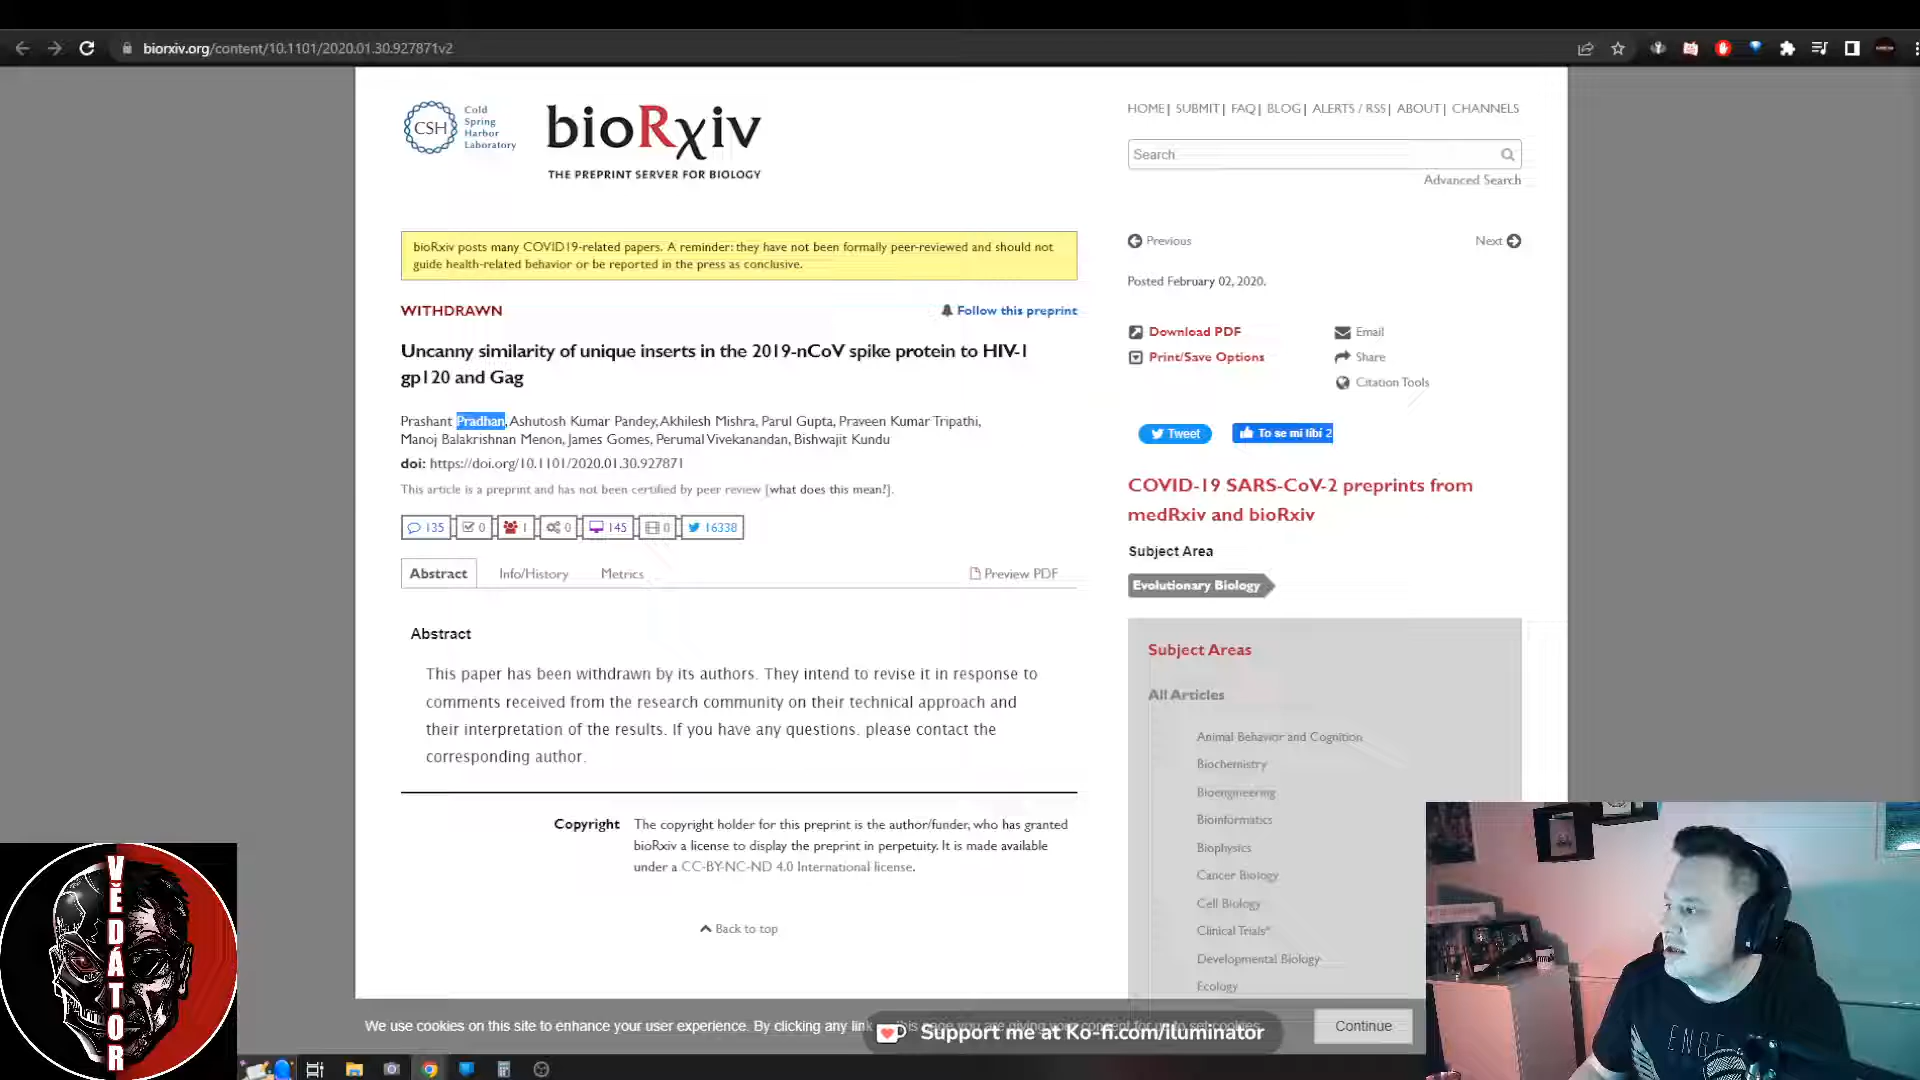 biorxiv.org/content/10.1101/2020.01.30.927871v2
CSH
Cold
Spring
Harbor
Laboratory
bioRχiv
THE PREPRINT SERVER FOR BIOLOGY
HOME| SUBMIT| FAQ| BLOG| ALERTS / RSS| ABOUT| CHANNELS
Search
Advanced Search
bioRxiv posts many COVID19-related papers. A reminder: they have not been formally peer-reviewed and should not
guide health-related behavior or be reported in the press as conclusive.
Previous
Next
Posted February 02, 2020.
WITHDRAWN
Follow this preprint
Uncanny similarity of unique inserts in the 2019-nCoV spike protein to HIV-1
gp120 and Gag
Download PDF
Print/Save Options
Email
Share
Citation Tools
Prashant Pradhan, Ashutosh Kumar Pandey, Akhilesh Mishra, Parul Gupta, Praveen Kumar Tripathi,
Manoj Balakrishnan Menon, James Gomes, Perumal Vivekanandan, Bishwajit Kundu
doi: https://doi.org/10.1101/2020.01.30.927871
This article is a preprint and has not been certified by peer review [what does this mean?].
135
0
1
0
145
0
16338
Tweet
To se mi líbí 2
COVID-19 SARS-CoV-2 preprints from
medRxiv and bioRxiv
Subject Area
Evolutionary Biology
Abstract
Info/History
Metrics
Preview PDF
Abstract
This paper has been withdrawn by its authors. They intend to revise it in response to
comments received from the research community on their technical approach and
their interpretation of the results. If you have any questions, please contact the
corresponding author.
Copyright
The copyright holder for this preprint is the author/funder, who has granted
bioRxiv a license to display the preprint in perpetuity. It is made available
under a CC-BY-NC-ND 4.0 International license.
Back to top
Subject Areas
All Articles
Animal Behavior and Cognition
Biochemistry
Bioengineering
Bioinformatics
Biophysics
Cancer Biology
Cell Biology
Clinical Trials*
Developmental Biology
Ecology
We use cookies on this site to enhance your user experience. By clicking any link
Continue
Support me at Ko-fi.com/iluminator
VĚDÁTOR